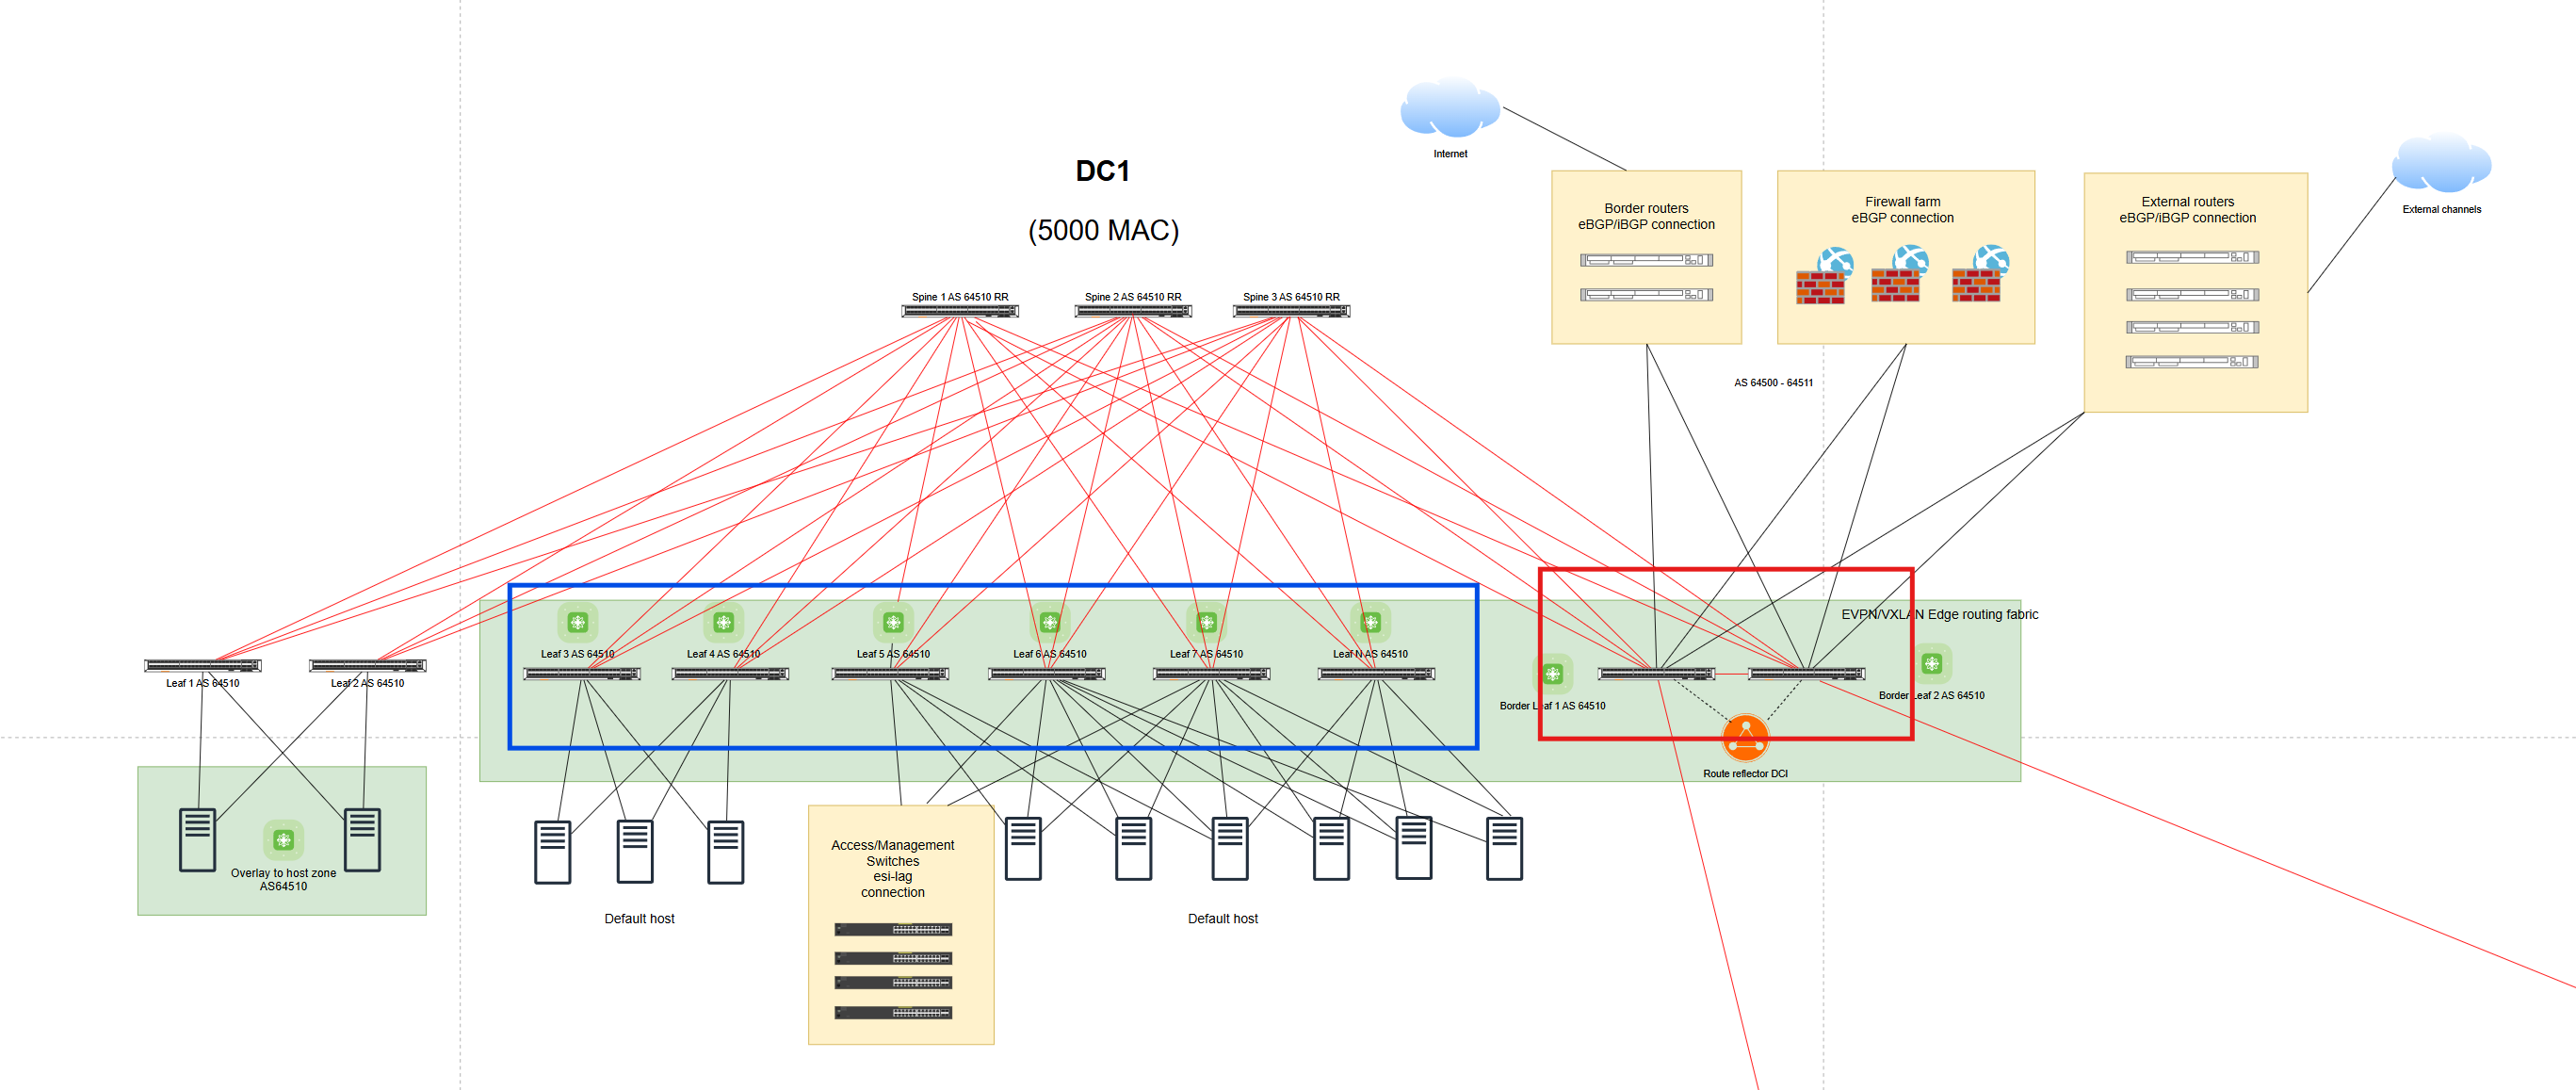 DC1
(5000 MAC)
Internet
External channels
Border routers
eBGP/iBGP connection
Firewall farm
eBGP connection
External routers
eBGP/iBGP connection
AS 64500 - 64511
Spine 1 AS 64510 RR
Spine 2 AS 64510 RR
Spine 3 AS 64510 RR
EVPN/VXLAN Edge routing fabric
Leaf 1 AS 64510
Leaf 2 AS 64510
Leaf 3 AS 64510
Leaf 4 AS 64510
Leaf 5 AS 64510
Leaf 6 AS 64510
Leaf 7 AS 64510
Leaf N AS 64510
Border Leaf 1 AS 64510
Border Leaf 2 AS 64510
Route reflector DCI
Overlay to host zone
AS64510
Default host
Access/Management
Switches
esi-lag
connection
Default host